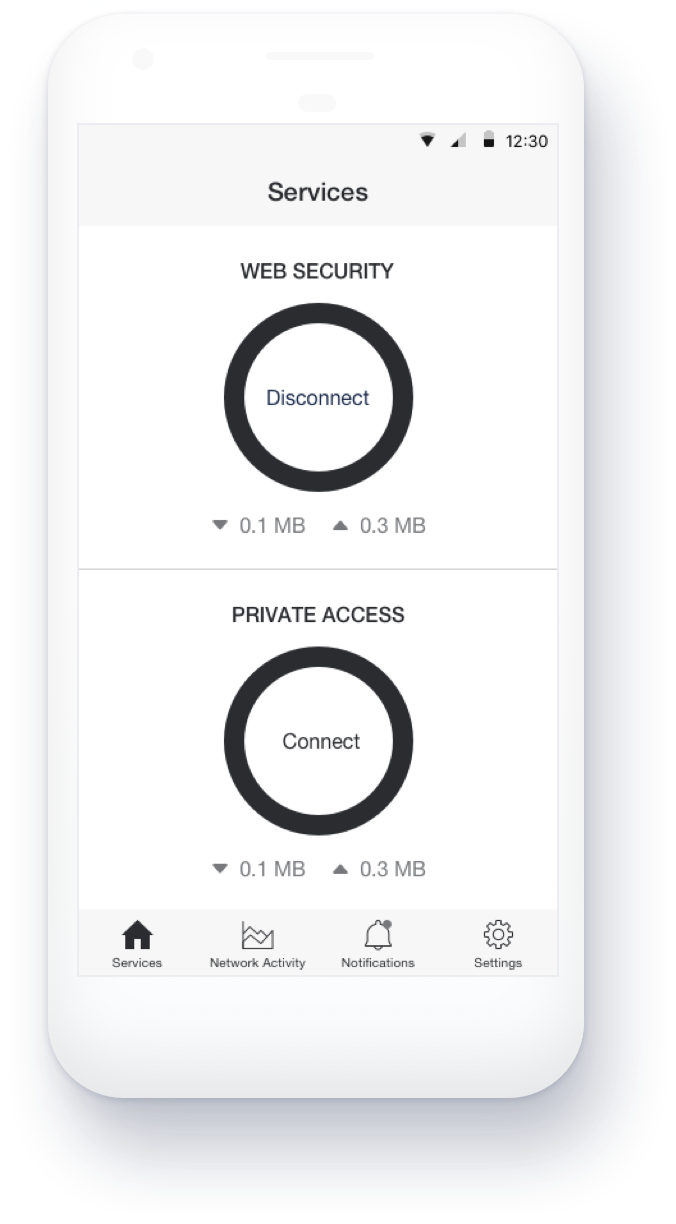 12:30
Services
WEB SECURITY
Disconnect
0.1 MB 0.3 MB
PRIVATE ACCESS
Connect
0.1 MB 0.3 MB
Services Network Activity Notifications Settings